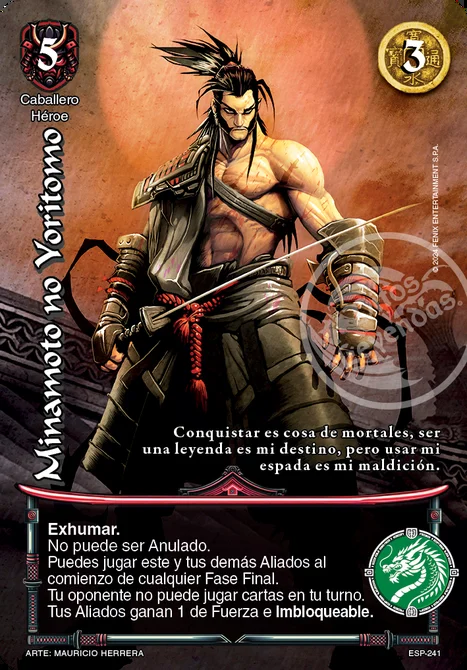 5
3
Caballero
Héroe
Minamoto no Yoritomo
© 2024 FENIX ENTERTAINMENT S.P.A.
Conquistar es cosa de mortales, ser
una leyenda es mi destino, pero usar mi
espada es mi maldición.
Exhumar.
No puede ser Anulado.
Puedes jugar este y tus demás Aliados al
comienzo de cualquier Fase Final.
Tu oponente no puede jugar cartas en tu turno.
Tus Aliados ganan 1 de Fuerza e Imbloqueable.
ARTE: MAURICIO HERRERA
ESP-241